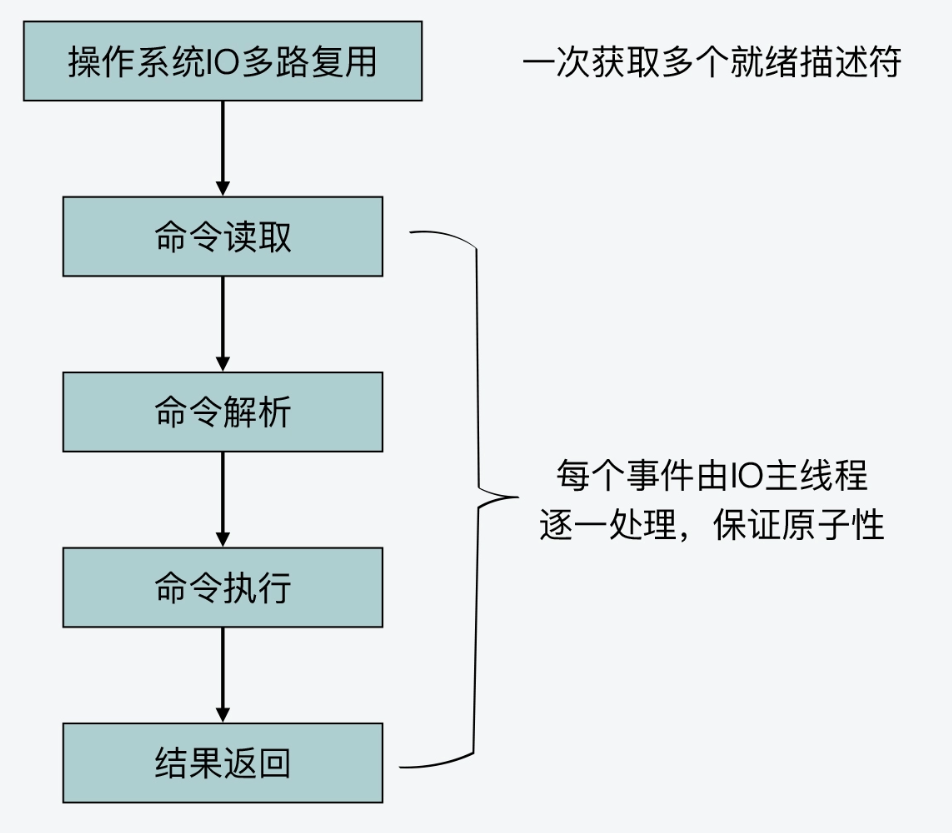 操作系统IO多路复用
一次获取多个就绪描述符
命令读取
命令解析
每个事件由IO主线程
逐一处理，保证原子性
命令执行
结果返回